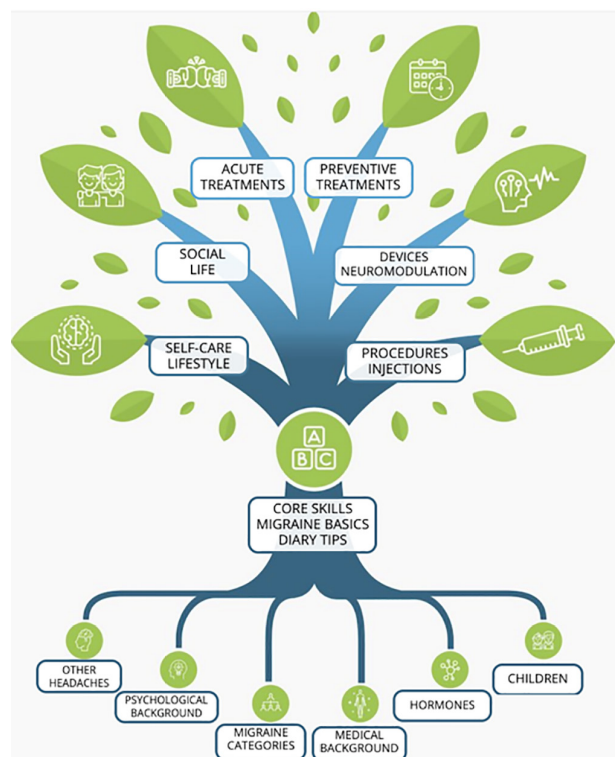 ACUTE
TREATMENTS
PREVENTIVE
TREATMENTS
SOCIAL
LIFE
DEVICES
NEUROMODULATION
SELF-CARE
LIFESTYLE
PROCEDURES
INJECTIONS
A
B C
CORE SKILLS
MIGRAINE BASICS
DIARY TIPS
OTHER
HEADACHES
PSYCHOLOGICAL
BACKGROUND
MIGRAINE
CATEGORIES
MEDICAL
BACKGROUND
HORMONES
CHILDREN